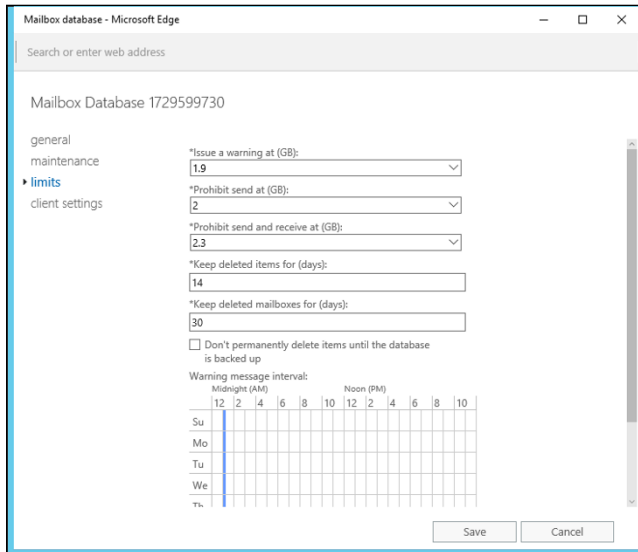 Mailbox database - Microsoft Edge
Search or enter web address
Mailbox Database 1729599730
general
maintenance
limits
client settings
*Issue a warning at (GB):
1.9
*Prohibit send at (GB):
2
*Prohibit send and receive at (GB):
2.3
*Keep deleted items for (days):
14
*Keep deleted mailboxes for (days):
30
Don't permanently delete items until the database
is backed up
Warning message interval:
Midnight (AM) Noon (PM)
12 2 4 6 8 10 12 2 4 6 8 10
Su
Mo
Tu
We
Th
Save Cancel